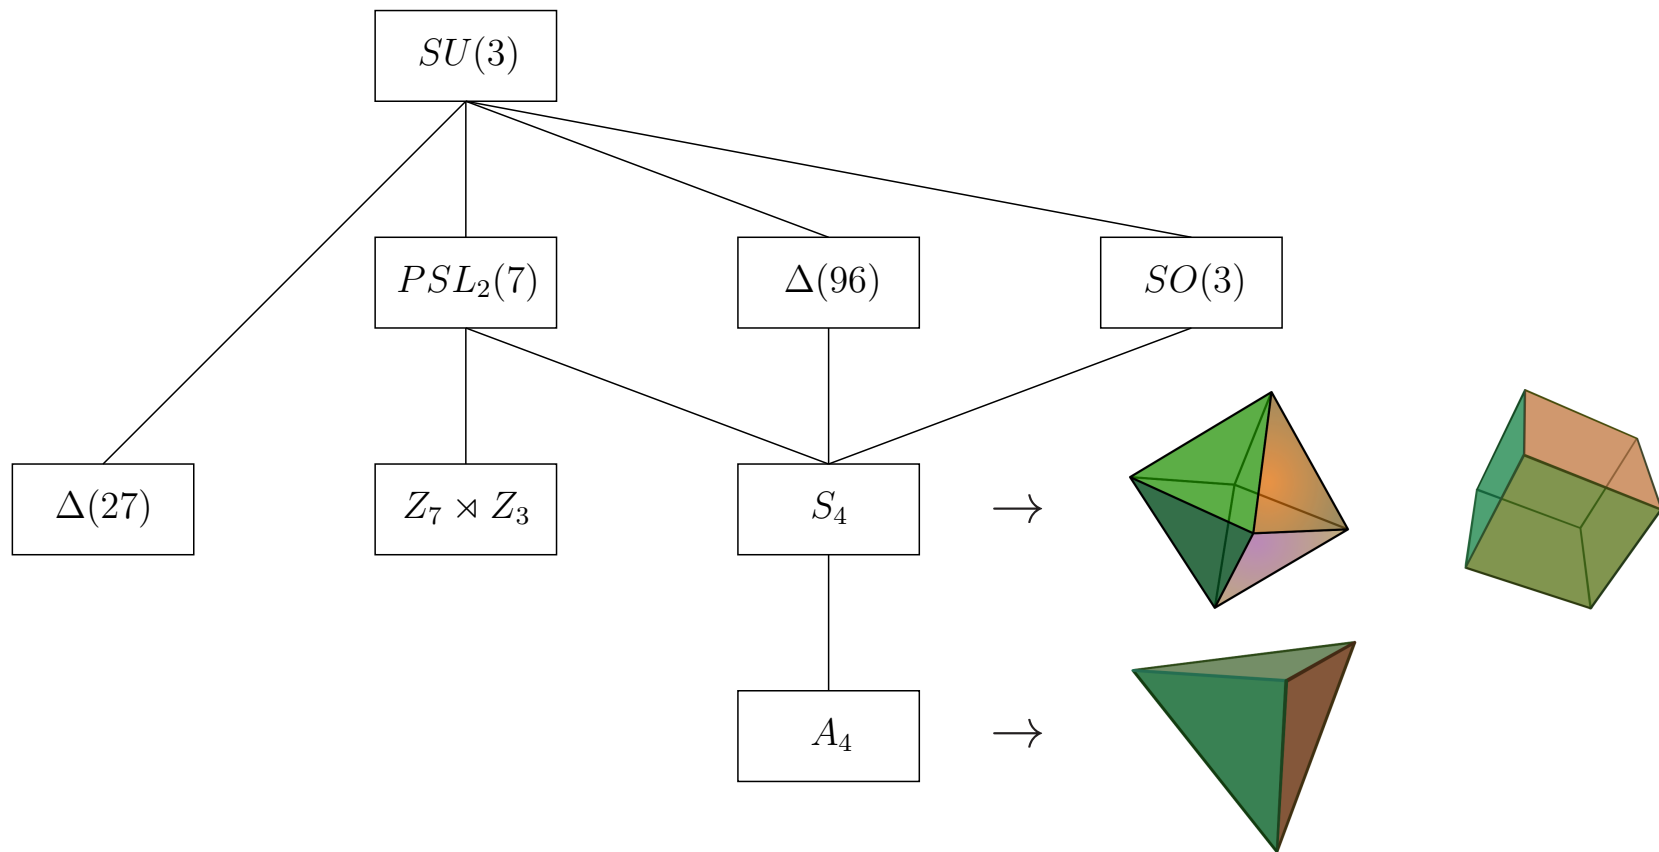 SU(3)
PSL₂(7) Δ(96) SO(3)
Δ(27) Z₇ ⋊ Z₃ S₄ →
A₄ →